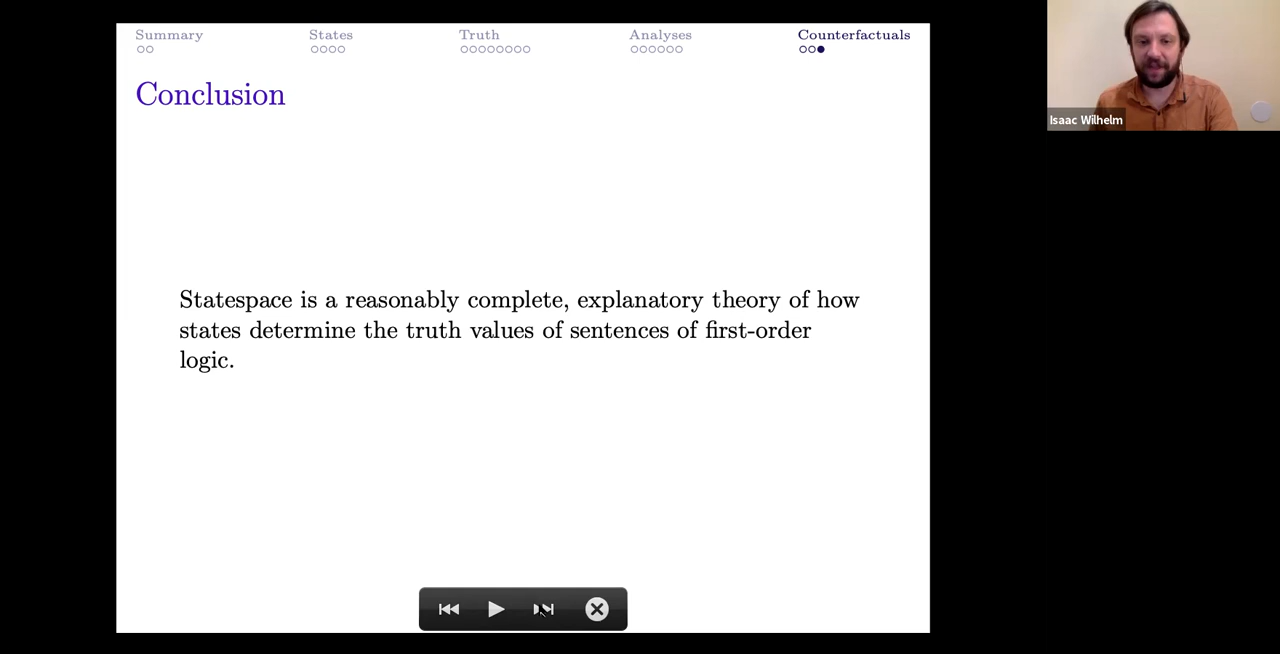 Summary States Truth Analyses Counterfactuals
Conclusion
Statespace is a reasonably complete, explanatory theory of how
states determine the truth values of sentences of first-order
logic.
Isaac Wilhelm